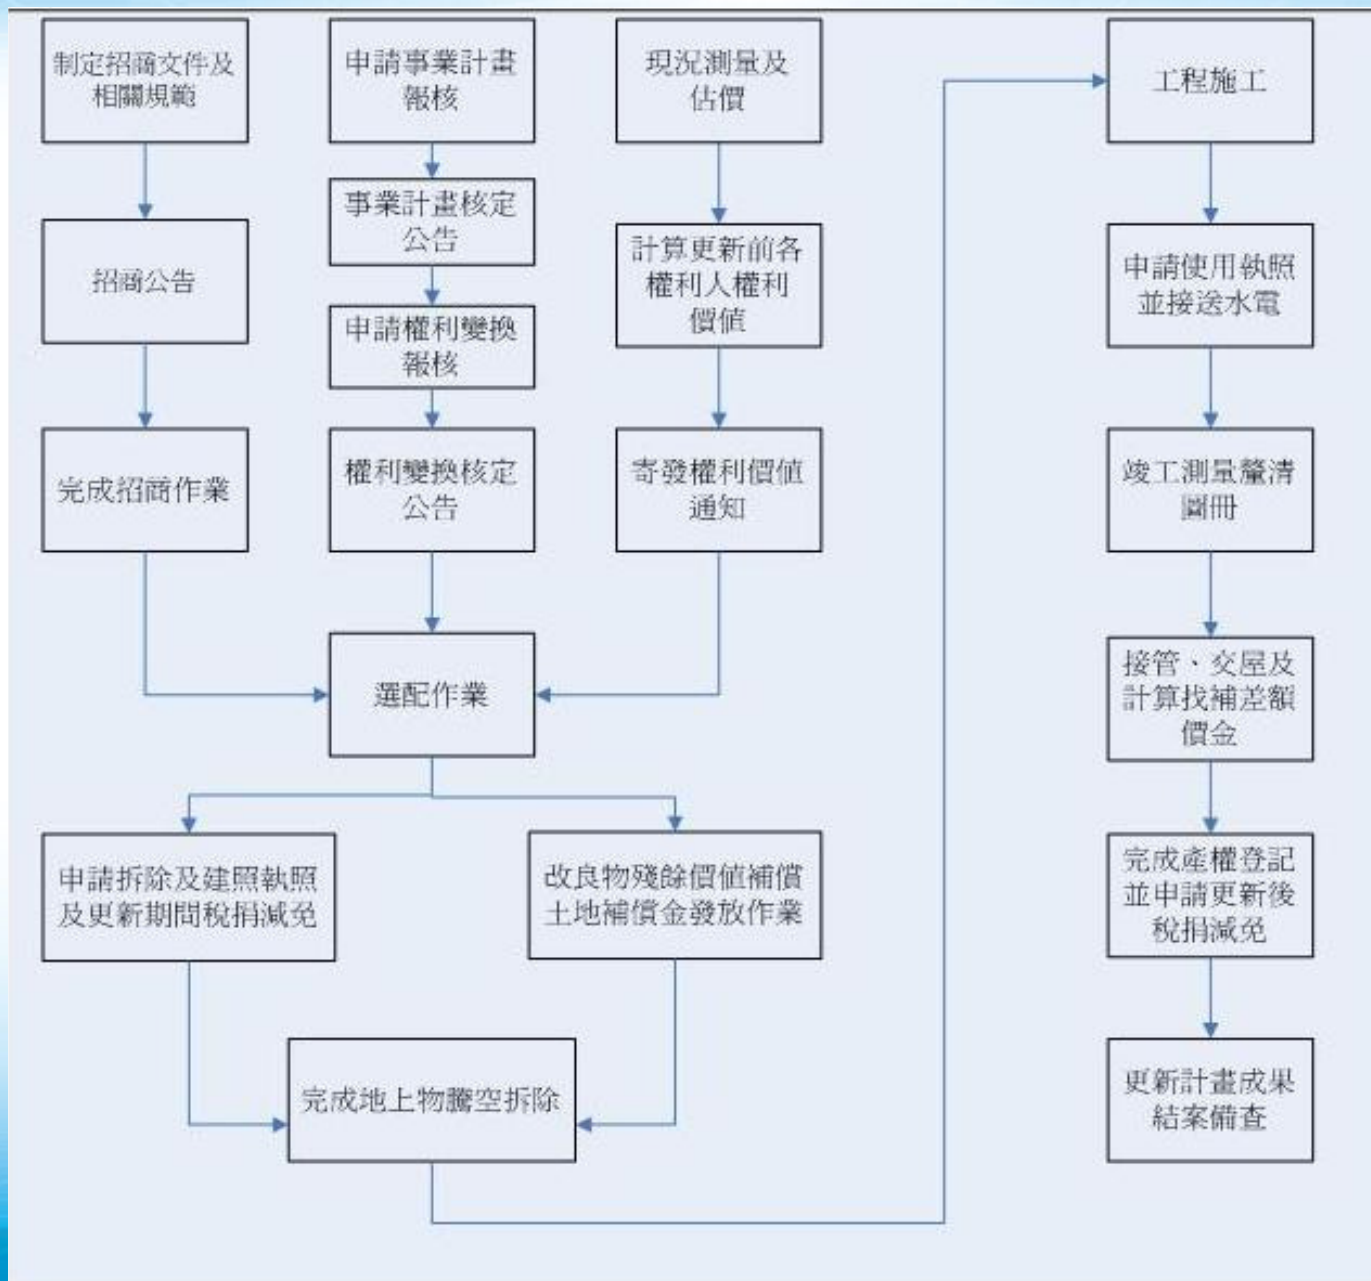 制定招商文件及
相關規範
招商公告
完成招商作業
申請事業計畫
報核
事業計畫核定
公告
申請權利變換
報核
權利變換核定
公告
現況測量及
估價
計算更新前各
權利人權利
價值
寄發權利價值
通知
選配作業
申請拆除及建照執照
及更新期間稅捐減免
改良物殘餘價值補償
土地補償金發放作業
完成地上物騰空拆除
工程施工
申請使用執照
並接送水電
竣工測量釐清
圖冊
接管、交屋及
計算找補差額
價金
完成產權登記
並申請更新後
稅捐減免
更新計畫成果
結案備查